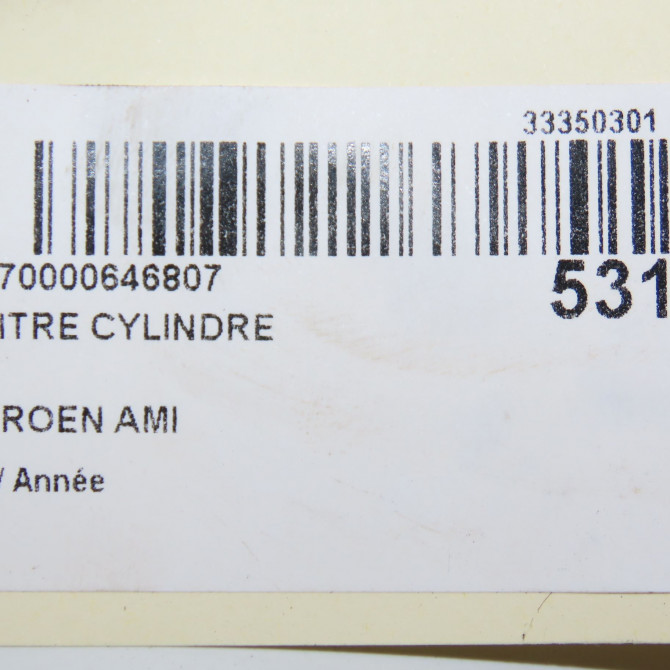 33350301
70000646807
531
ITRE CYLINDRE
ROEN AMI
/ Année